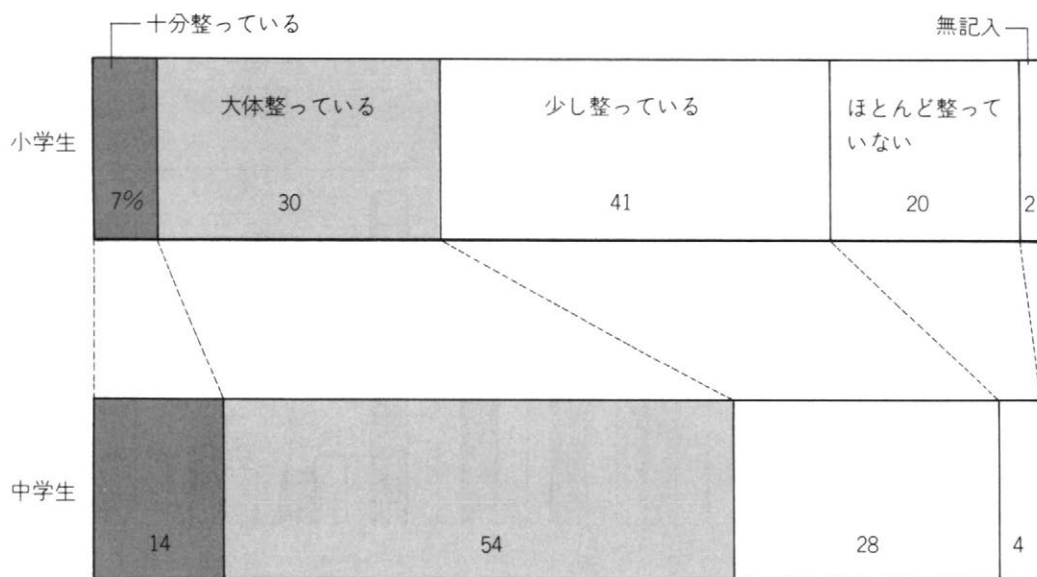 十分整っている
無記入
大体整っている
少し整っている
ほとんど整って
いない
小学生
7%
30
41
20
2
中学生
14
54
28
4